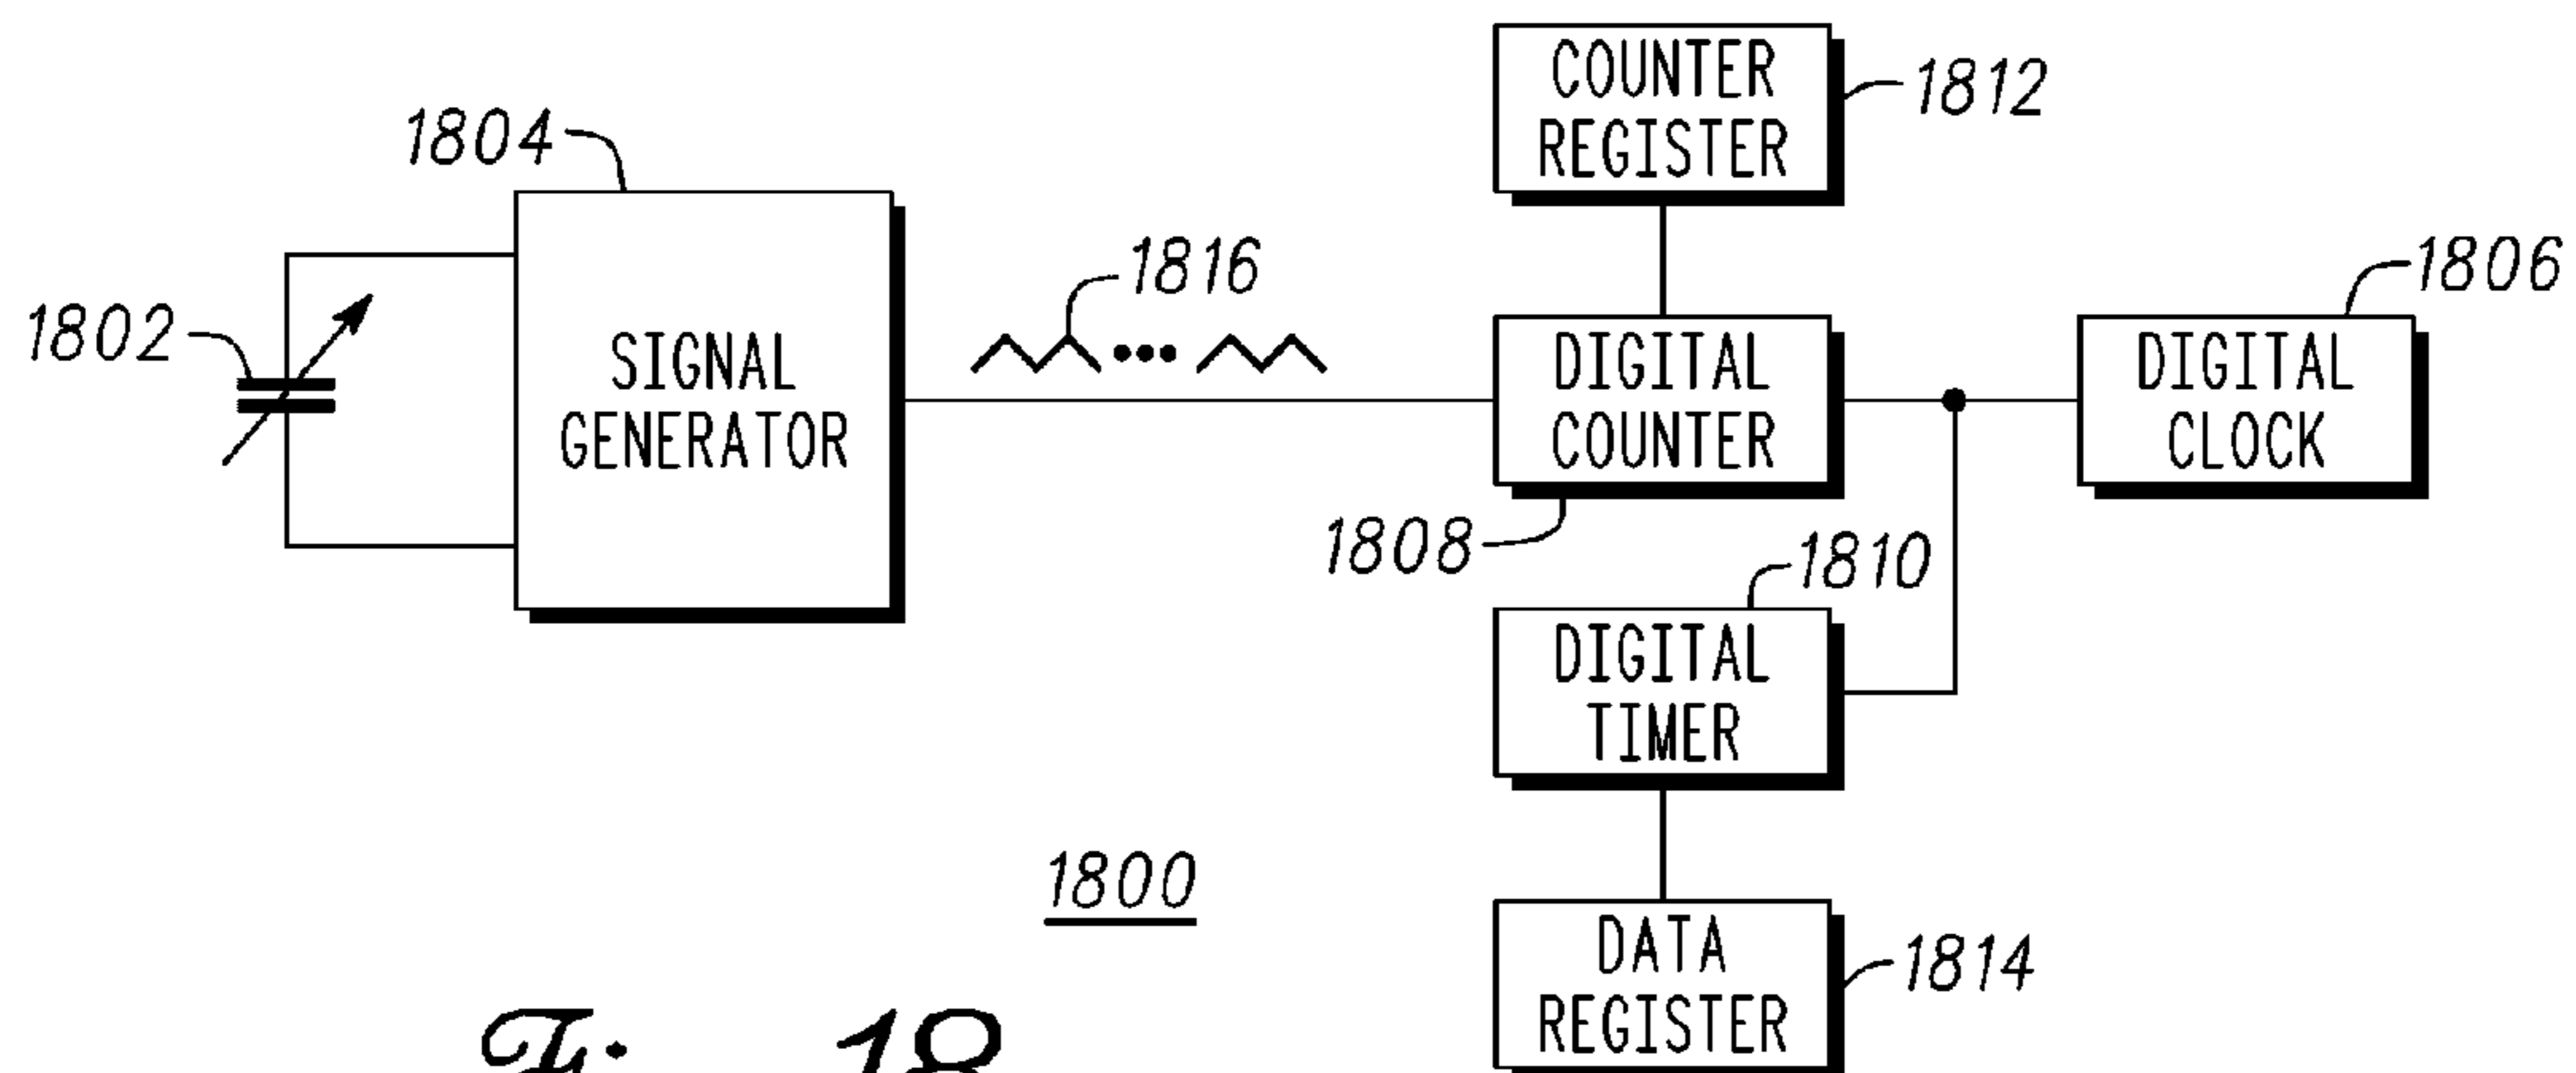 COUNTER
REGISTER
1812
1804
1816
1806
1802
SIGNAL
GENERATOR
DIGITAL
COUNTER
DIGITAL
CLOCK
1808
1810
DIGITAL
TIMER
1800
DATA
REGISTER
1814
18